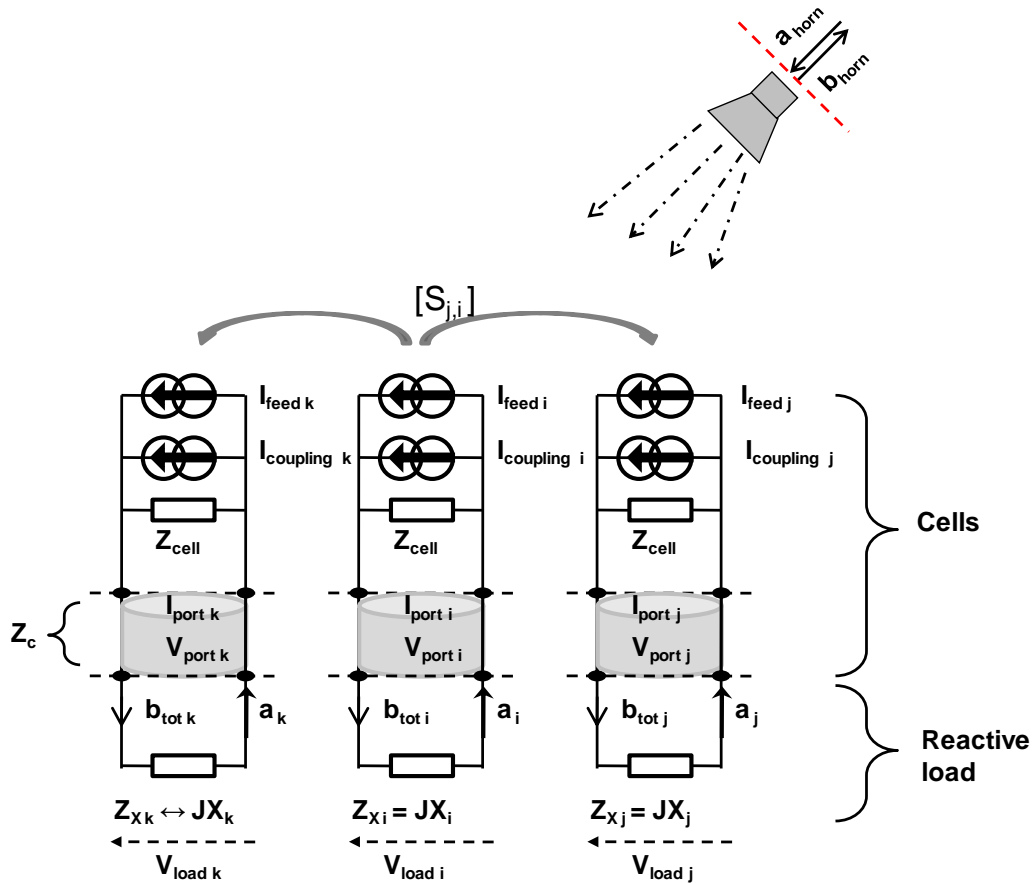 a horn
b horn
[S j,i ]
I feed k
I feed i
I feed j
I coupling k
I coupling i
I coupling j
Z cell
Z cell
Z cell
Cells
I port k
I port i
I port j
Z c
V port k
V port i
V port j
b tot k
a k
b tot i
a i
b tot j
a j
Reactive
load
Z X k ↔ JX k
Z X i = JX i
Z X j = JX j
V load k
V load i
V load j